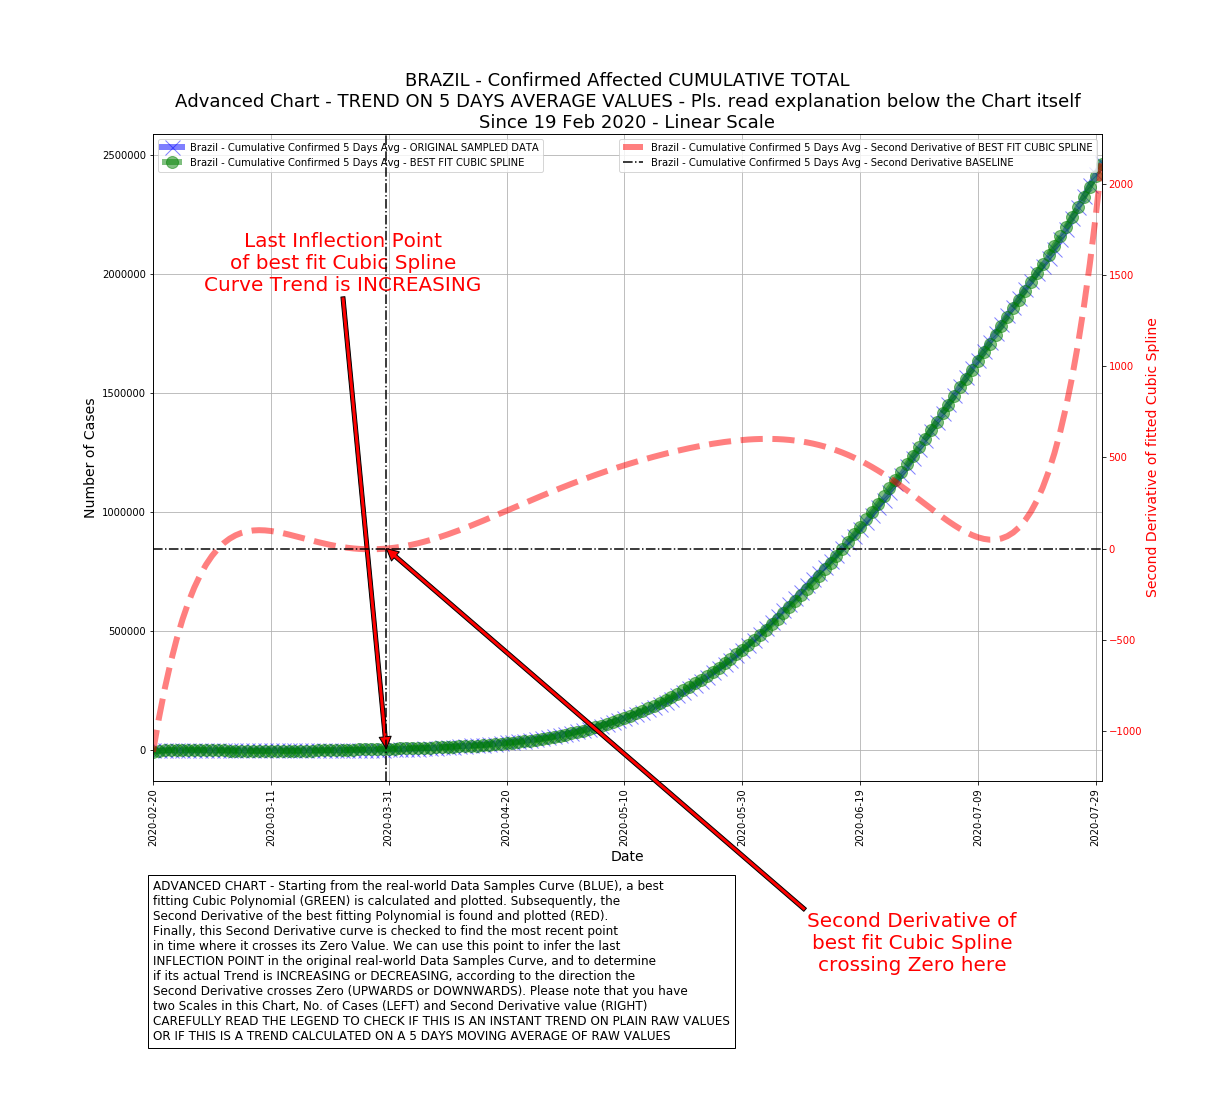 BRAZIL - Confirmed Affected CUMULATIVE TOTAL
Advanced Chart - TREND ON 5 DAYS AVERAGE VALUES - Pls. read explanation below the Chart itself
Since 19 Feb 2020 - Linear Scale
Brazil - Cumulative Confirmed 5 Days Avg - ORIGINAL SAMPLED DATA
Brazil - Cumulative Confirmed 5 Days Avg - BEST FIT CUBIC SPLINE
Brazil - Cumulative Confirmed 5 Days Avg - Second Derivative of BEST FIT CUBIC SPLINE
Brazil - Cumulative Confirmed 5 Days Avg - Second Derivative BASELINE
Last Inflection Point
of best fit Cubic Spline
Curve Trend is INCREASING
Number of Cases
2500000
2000000
1500000
1000000
500000
0
2000
1500
1000
500
0
−500
−1000
Second Derivative of fitted Cubic Spline
2020-02-20
2020-03-11
2020-03-31
2020-04-20
2020-05-10
2020-05-30
2020-06-19
2020-07-09
2020-07-29
Date
Second Derivative of
best fit Cubic Spline
crossing Zero here
ADVANCED CHART - Starting from the real-world Data Samples Curve (BLUE), a best
fitting Cubic Polynomial (GREEN) is calculated and plotted. Subsequently, the
Second Derivative of the best fitting Polynomial is found and plotted (RED).
Finally, this Second Derivative curve is checked to find the most recent point
in time where it crosses its Zero Value. We can use this point to infer the last
INFLECTION POINT in the original real-world Data Samples Curve, and to determine
if its actual Trend is INCREASING or DECREASING, according to the direction the
Second Derivative crosses Zero (UPWARDS or DOWNWARDS). Please note that you have
two Scales in this Chart, No. of Cases (LEFT) and Second Derivative value (RIGHT)
CAREFULLY READ THE LEGEND TO CHECK IF THIS IS AN INSTANT TREND ON PLAIN RAW VALUES
OR IF THIS IS A TREND CALCULATED ON A 5 DAYS MOVING AVERAGE OF RAW VALUES